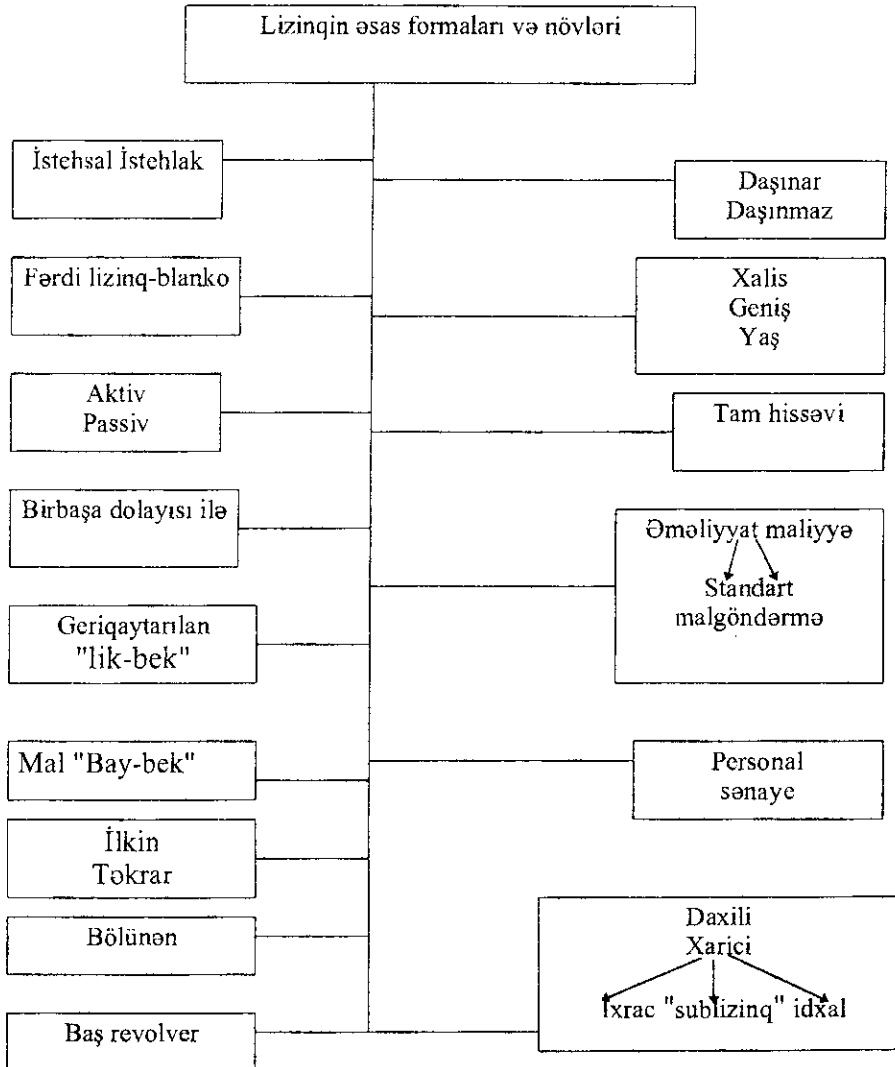 Lizinqin əsas formaları və növləri
İstehsal İstehlak
Daşınar
Daşınmaz
Fərdi lizinq-blanko
Xalis
Geniş
Yaş
Aktiv
Passiv
Tam hissəvi
Birbaşa dolayısı ilə
Əməliyyat maliyyə
Standart
malgöndərmə
Geriqaytarılan
"lik-bek"
Mal "Bay-bek"
Personal
sənaye
İlkin
Təkrar
Bölünən
Daxili
Xarici
İxrac "sublizinq" idxal
Baş revolver